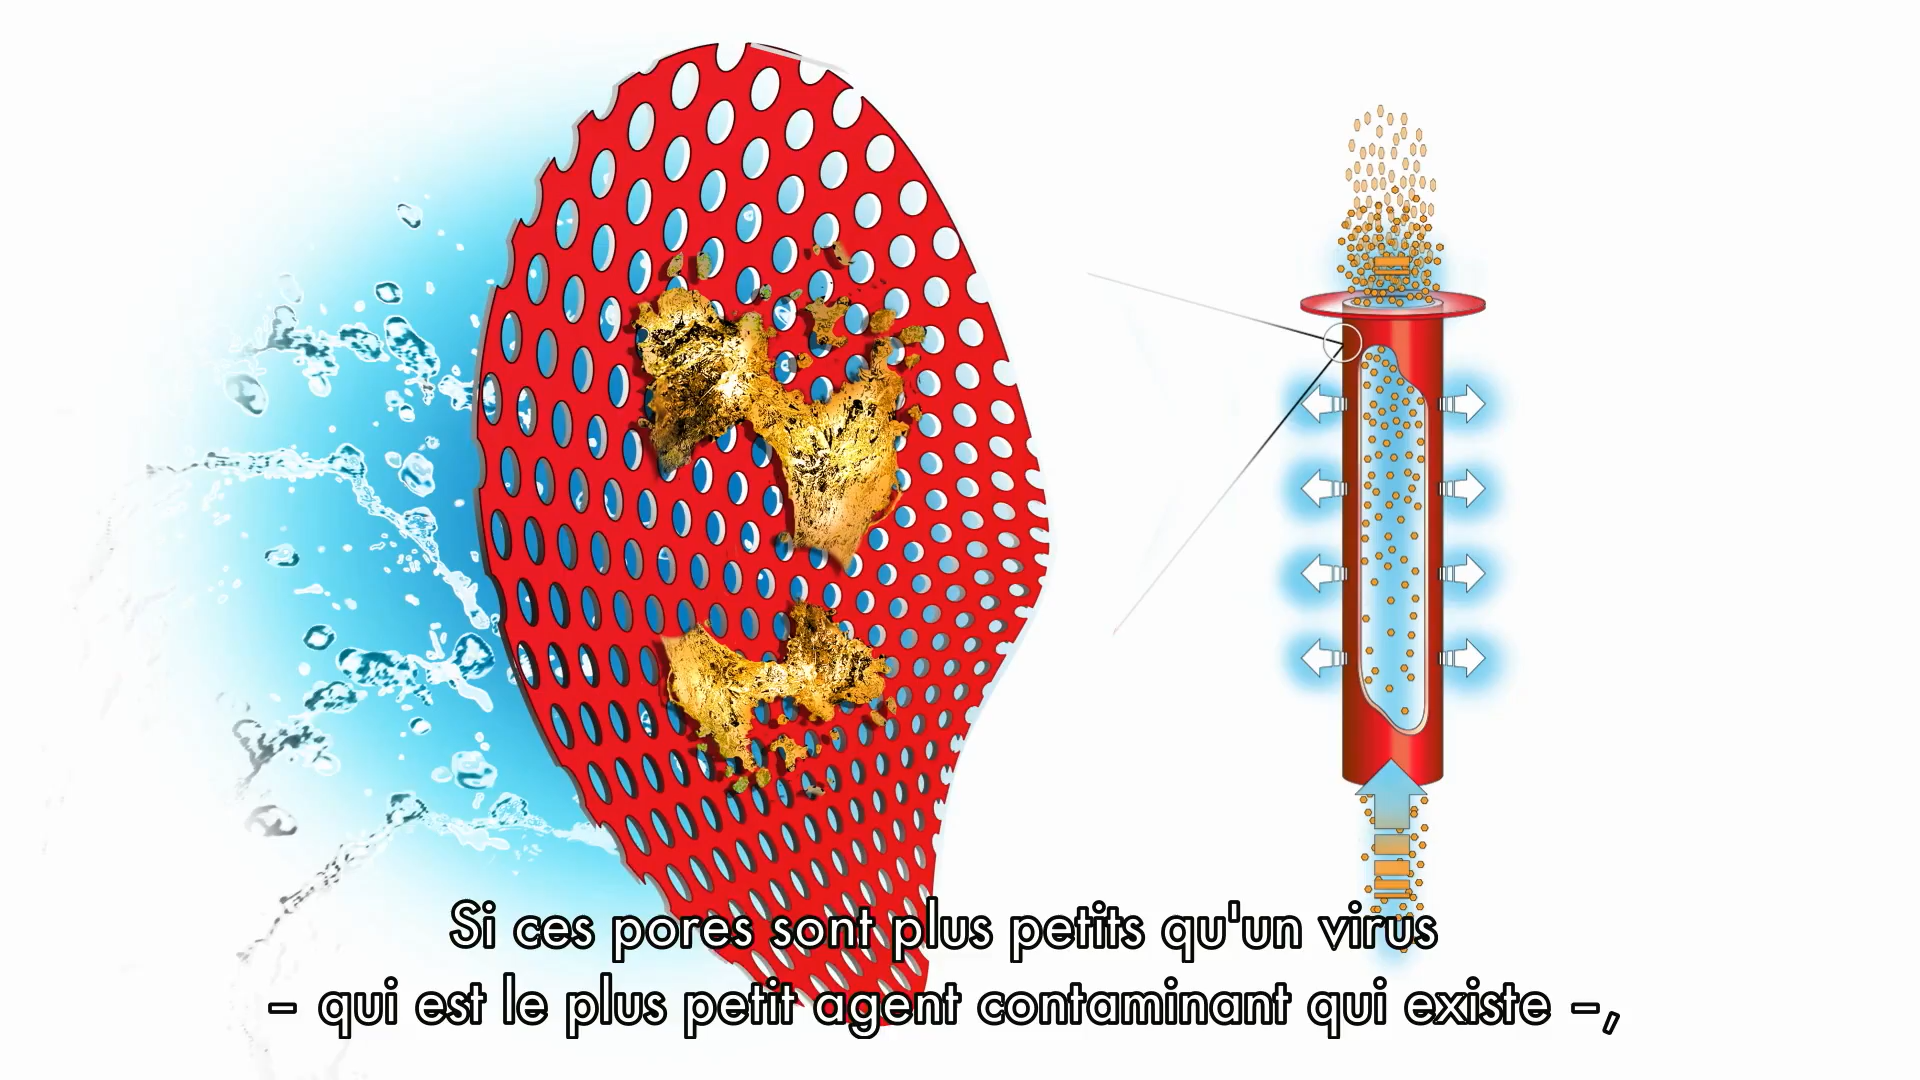 Si ces pores sont plus petits qu'un virus
– qui est le plus petit agent contaminant qui existe –,